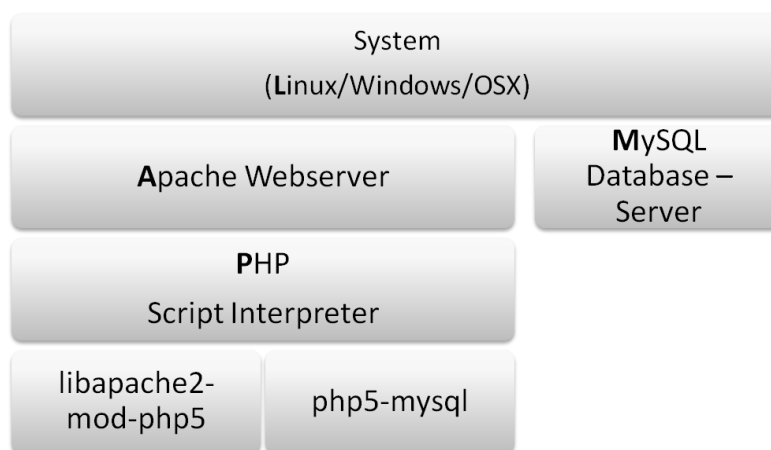 System
(Linux/Windows/OSX)
Apache Webserver
MySQL
Database –
Server
PHP
Script Interpreter
libapache2-
mod-php5
php5-mysql